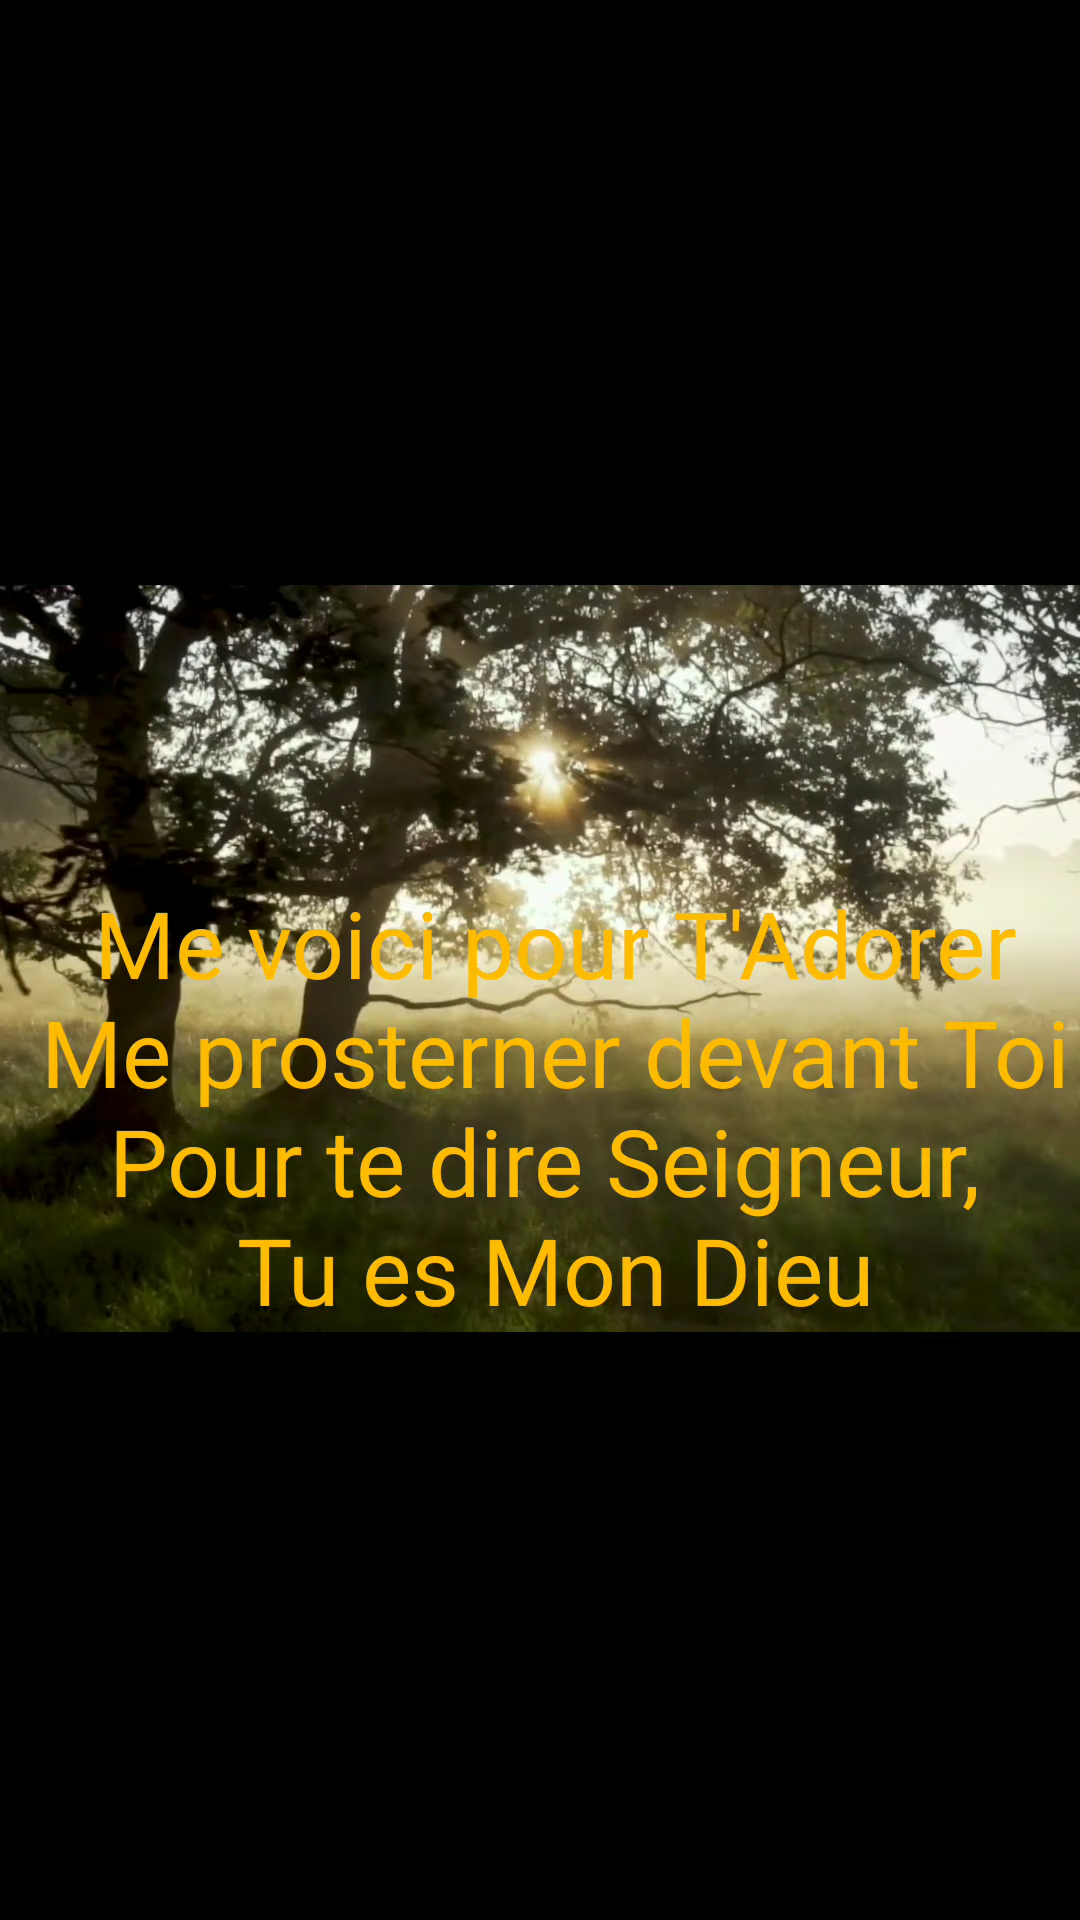 Me voici pour T'Adorer
Me prosterner devant Toi
Pour te dire Seigneur,
Tu es Mon Dieu